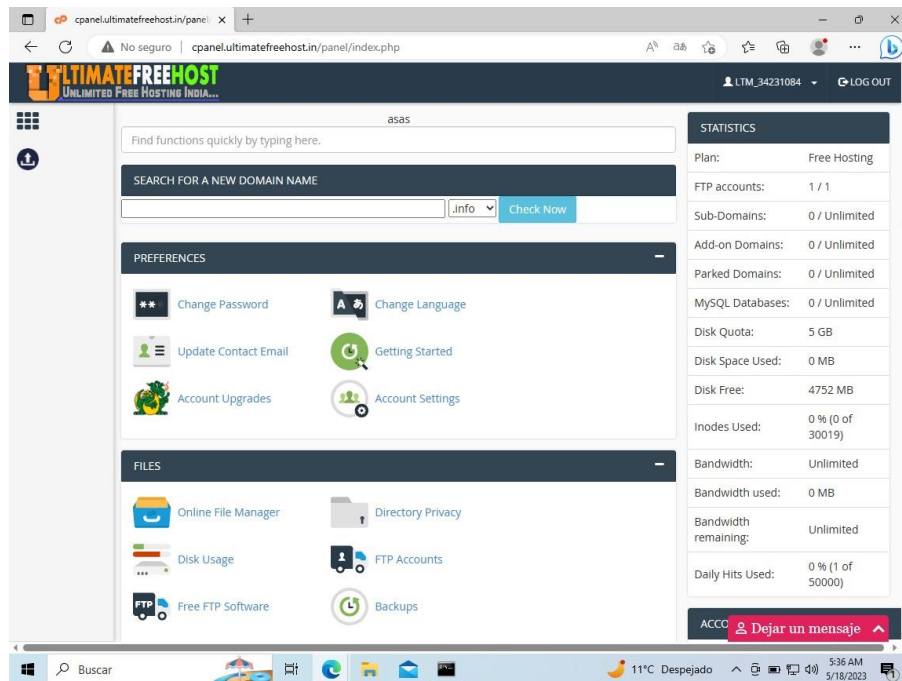 cpanel.ultimatefreehost.in/panel
No seguro | cpanel.ultimatefreehost.in/panel/index.php
ULTIMATEFREEHOST
UNLIMITED FREE HOSTING INDIA...
LTM_34231084
LOG OUT
asas
Find functions quickly by typing here.
SEARCH FOR A NEW DOMAIN NAME
.info
Check Now
PREFERENCES
Change Password
Change Language
Update Contact Email
Getting Started
Account Upgrades
Account Settings
FILES
Online File Manager
Directory Privacy
Disk Usage
FTP Accounts
FTP
Free FTP Software
Backups
STATISTICS
Plan: Free Hosting
FTP accounts: 1 / 1
Sub-Domains: 0 / Unlimited
Add-on Domains: 0 / Unlimited
Parked Domains: 0 / Unlimited
MySQL Databases: 0 / Unlimited
Disk Quota: 5 GB
Disk Space Used: 0 MB
Disk Free: 4752 MB
Inodes Used: 0 % (0 of
30019)
Bandwidth: Unlimited
Bandwidth used: 0 MB
Bandwidth
remaining: Unlimited
Daily Hits Used: 0 % (1 of
50000)
ACCO
Dejar un mensaje
Buscar
11°C Despejado
5:36 AM
5/18/2023